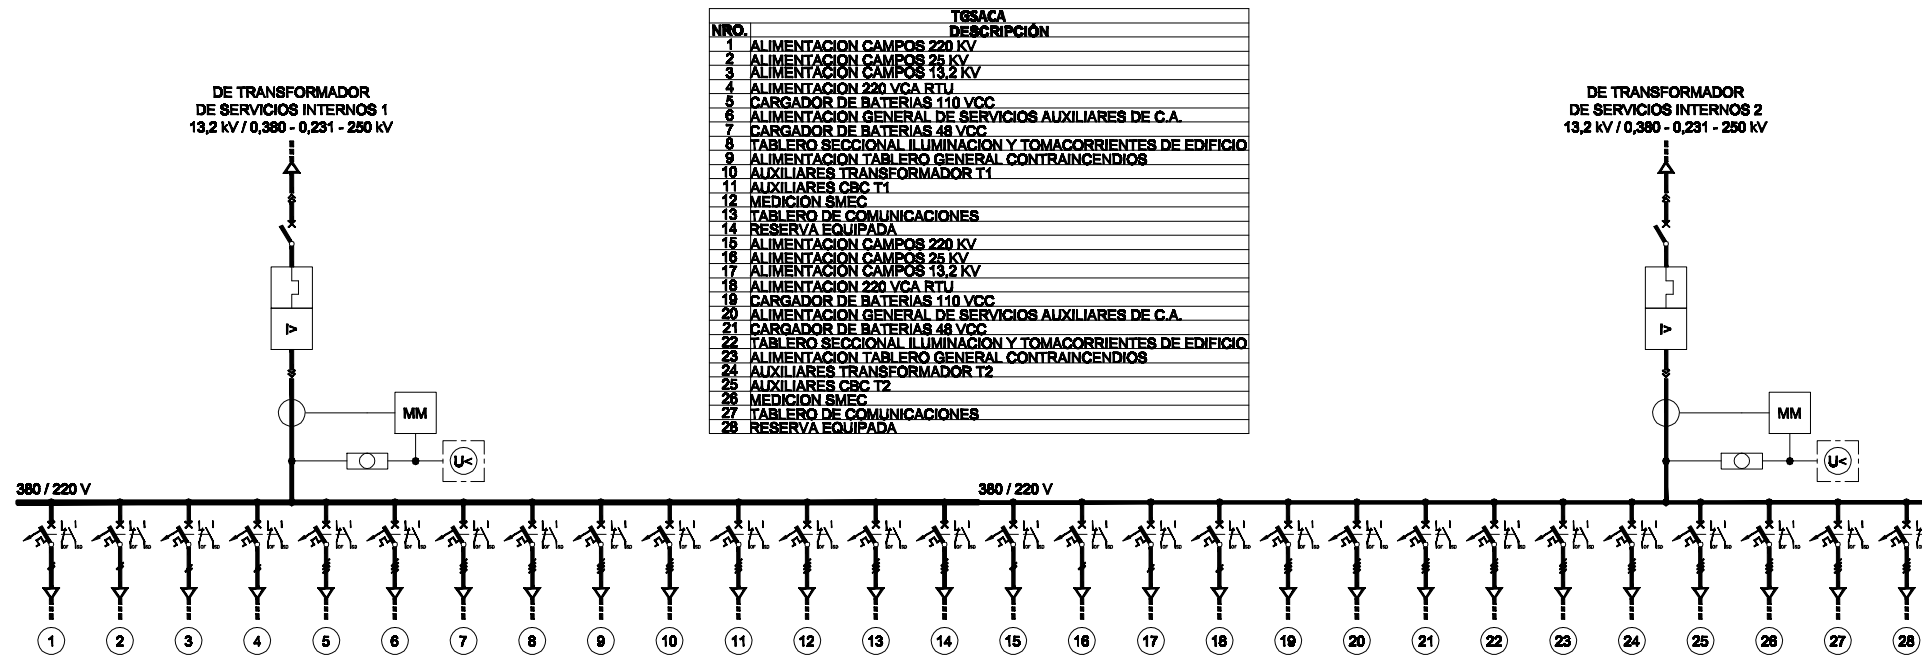 TGSACA
NRO. DESCRIPCIÓN
1 ALIMENTACION CAMPOS 220 KV
2 ALIMENTACION CAMPOS 25 KV
3 ALIMENTACION CAMPOS 13,2 KV
4 ALIMENTACION 220 VCA RTU
5 CARGADOR DE BATERIAS 110 VCC
6 ALIMENTACION GENERAL DE SERVICIOS AUXILIARES DE C.A.
7 CARGADOR DE BATERIAS 48 VCC
8 TABLERO SECCIONAL ILUMINACION Y TOMACORRIENTES DE EDIFICIO
9 ALIMENTACION TABLERO GENERAL CONTRAINCENDIOS
10 AUXILIARES TRANSFORMADOR T1
11 AUXILIARES CBC T1
12 MEDICION SMEC
13 TABLERO DE COMUNICACIONES
14 RESERVA EQUIPADA
15 ALIMENTACION CAMPOS 220 KV
16 ALIMENTACION CAMPOS 25 KV
17 ALIMENTACION CAMPOS 13,2 KV
18 ALIMENTACION 220 VCA RTU
19 CARGADOR DE BATERIAS 110 VCC
20 ALIMENTACION GENERAL DE SERVICIOS AUXILIARES DE C.A.
21 CARGADOR DE BATERIAS 48 VCC
22 TABLERO SECCIONAL ILUMINACION Y TOMACORRIENTES DE EDIFICIO
23 ALIMENTACION TABLERO GENERAL CONTRAINCENDIOS
24 AUXILIARES TRANSFORMADOR T2
25 AUXILIARES CBC T2
26 MEDICION SMEC
27 TABLERO DE COMUNICACIONES
28 RESERVA EQUIPADA
DE TRANSFORMADOR
DE SERVICIOS INTERNOS 1
13,2 kV / 0,380 - 0,231 - 250 kV
I>
MM
U<
DE TRANSFORMADOR
DE SERVICIOS INTERNOS 2
13,2 kV / 0,380 - 0,231 - 250 kV
I>
MM
U<
380 / 220 V
380 / 220 V
1 2 3 4 5 6 7 8 9 10 11 12 13 14 15 16 17 18 19 20 21 22 23 24 25 26 27 28